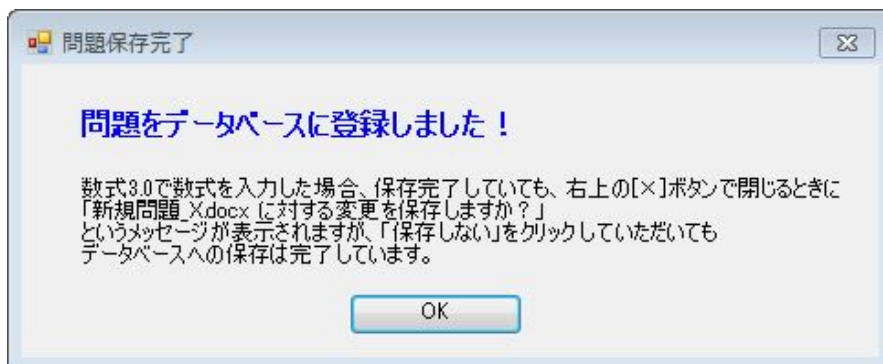 問題保存完了
問題をデータベースに登録しました！
数式3.0で数式を入力した場合、保存完了していても、右上の[×]ボタンで閉じるときに
「新規問題_X.docx に対する変更を保存しますか？」
というメッセージが表示されますが、「保存しない」をクリックしていただいても
データベースへの保存は完了しています。
OK